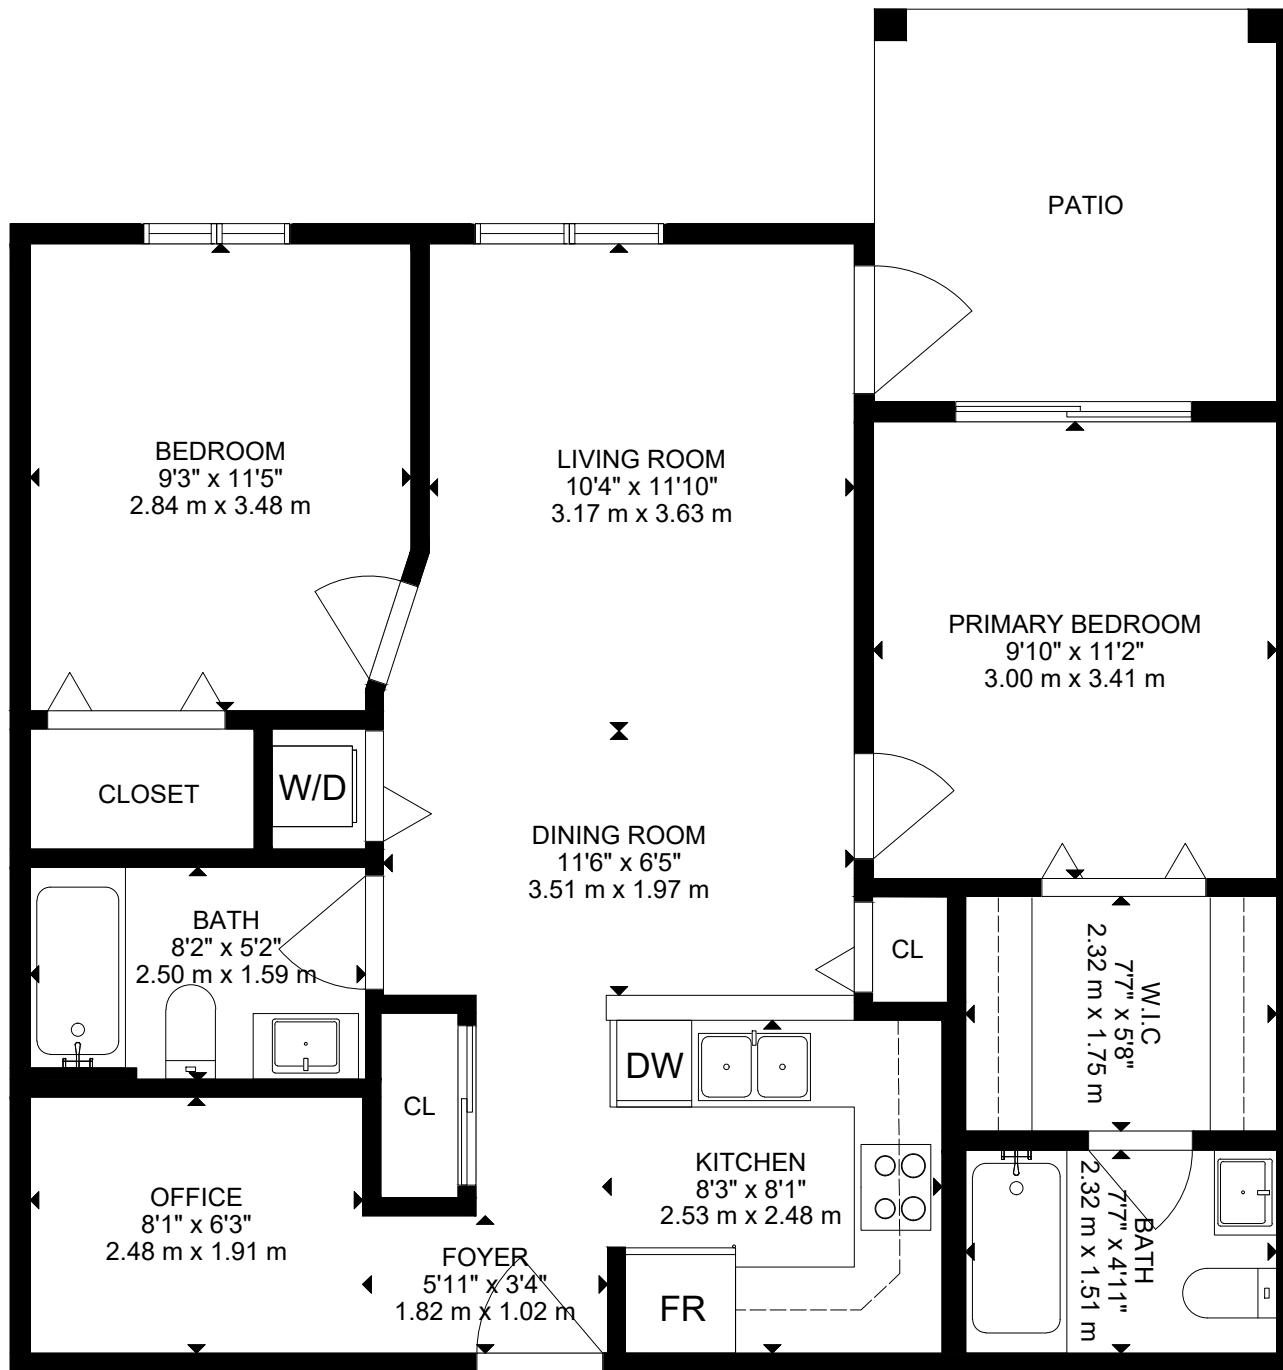 PATIO
BEDROOM
9'3" x 11'5"
2.84 m x 3.48 m
LIVING ROOM
10'4" x 11'10"
3.17 m x 3.63 m
PRIMARY BEDROOM
9'10" x 11'2"
3.00 m x 3.41 m
CLOSET
W/D
DINING ROOM
11'6" x 6'5"
3.51 m x 1.97 m
BATH
8'2" x 5'2"
2.50 m x 1.59 m
CL
W.I.C
7'7" x 5'8"
2.32 m x 1.75 m
DW
CL
KITCHEN
8'3" x 8'1"
2.53 m x 2.48 m
OFFICE
8'1" x 6'3"
2.48 m x 1.91 m
FOYER
5'11" x 3'4"
1.82 m x 1.02 m
FR
BATH
7'7" x 4'11"
2.32 m x 1.51 m